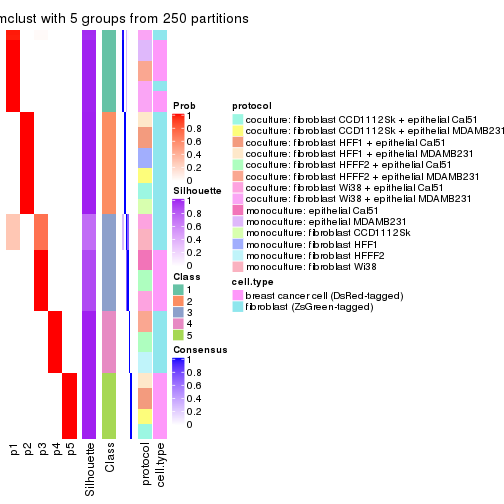 mclust with 5 groups from 250 partitions
Prob
1
0.8
0.6
0.4
0.2
0
Silhouette
1
0.8
0.6
0.4
0.2
0
Class
1
2
3
4
5
Consensus
1
0.8
0.6
0.4
0.2
0
protocol
coculture: fibroblast CCD1112Sk + epithelial Cal51
coculture: fibroblast CCD1112Sk + epithelial MDAMB231
coculture: fibroblast HFF1 + epithelial Cal51
coculture: fibroblast HFF1 + epithelial MDAMB231
coculture: fibroblast HFFF2 + epithelial Cal51
coculture: fibroblast HFFF2 + epithelial MDAMB231
coculture: fibroblast Wi38 + epithelial Cal51
coculture: fibroblast Wi38 + epithelial MDAMB231
monoculture: epithelial Cal51
monoculture: epithelial MDAMB231
monoculture: fibroblast CCD1112Sk
monoculture: fibroblast HFF1
monoculture: fibroblast HFFF2
monoculture: fibroblast Wi38
cell.type
breast cancer cell (DsRed-tagged)
fibroblast (ZsGreen-tagged)
p1
p2
p3
p4
p5
Silhouette
Class
protocol
cell.type